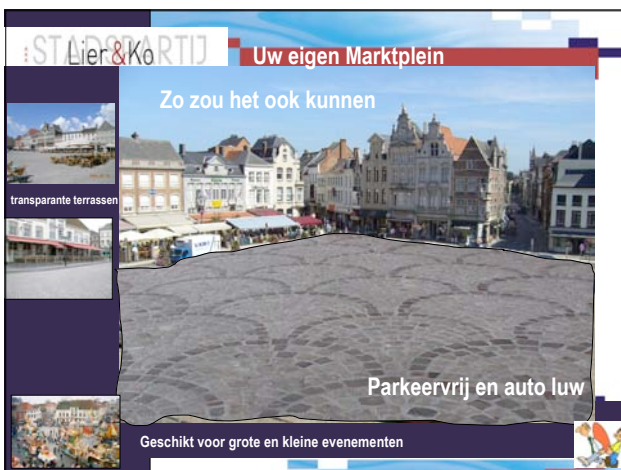 STADSPARTIJ
Lier&Ko
Uw eigen Marktplein
Zo zou het ook kunnen
transparante terrassen
Parkeervrij en auto luw
Geschikt voor grote en kleine evenementen